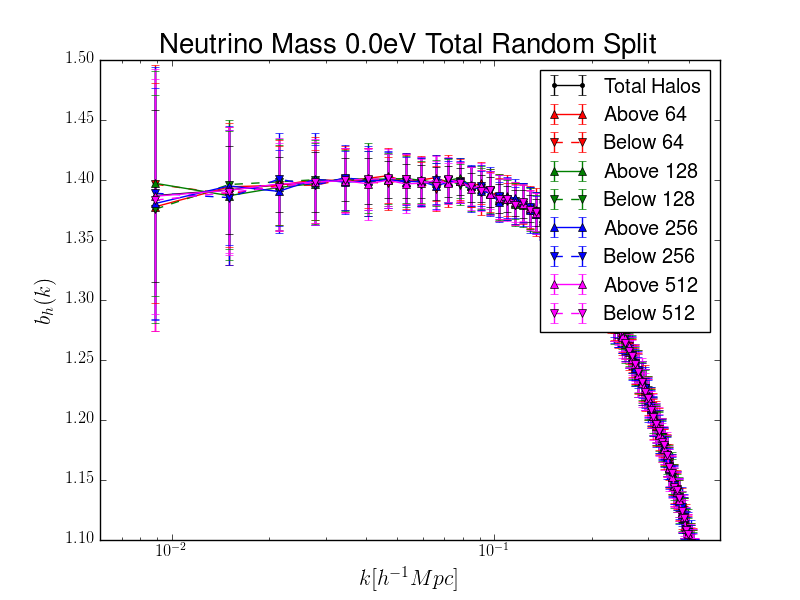 Neutrino Mass 0.0eV Total Random Split
1.50
1.45
1.40
1.35
1.30
1.25
1.20
1.15
1.10
b_h(k)
Total Halos
Above 64
Below 64
Above 128
Below 128
Above 256
Below 256
Above 512
Below 512
10^{-2}
10^{-1}
k[h^{-1}Mpc]